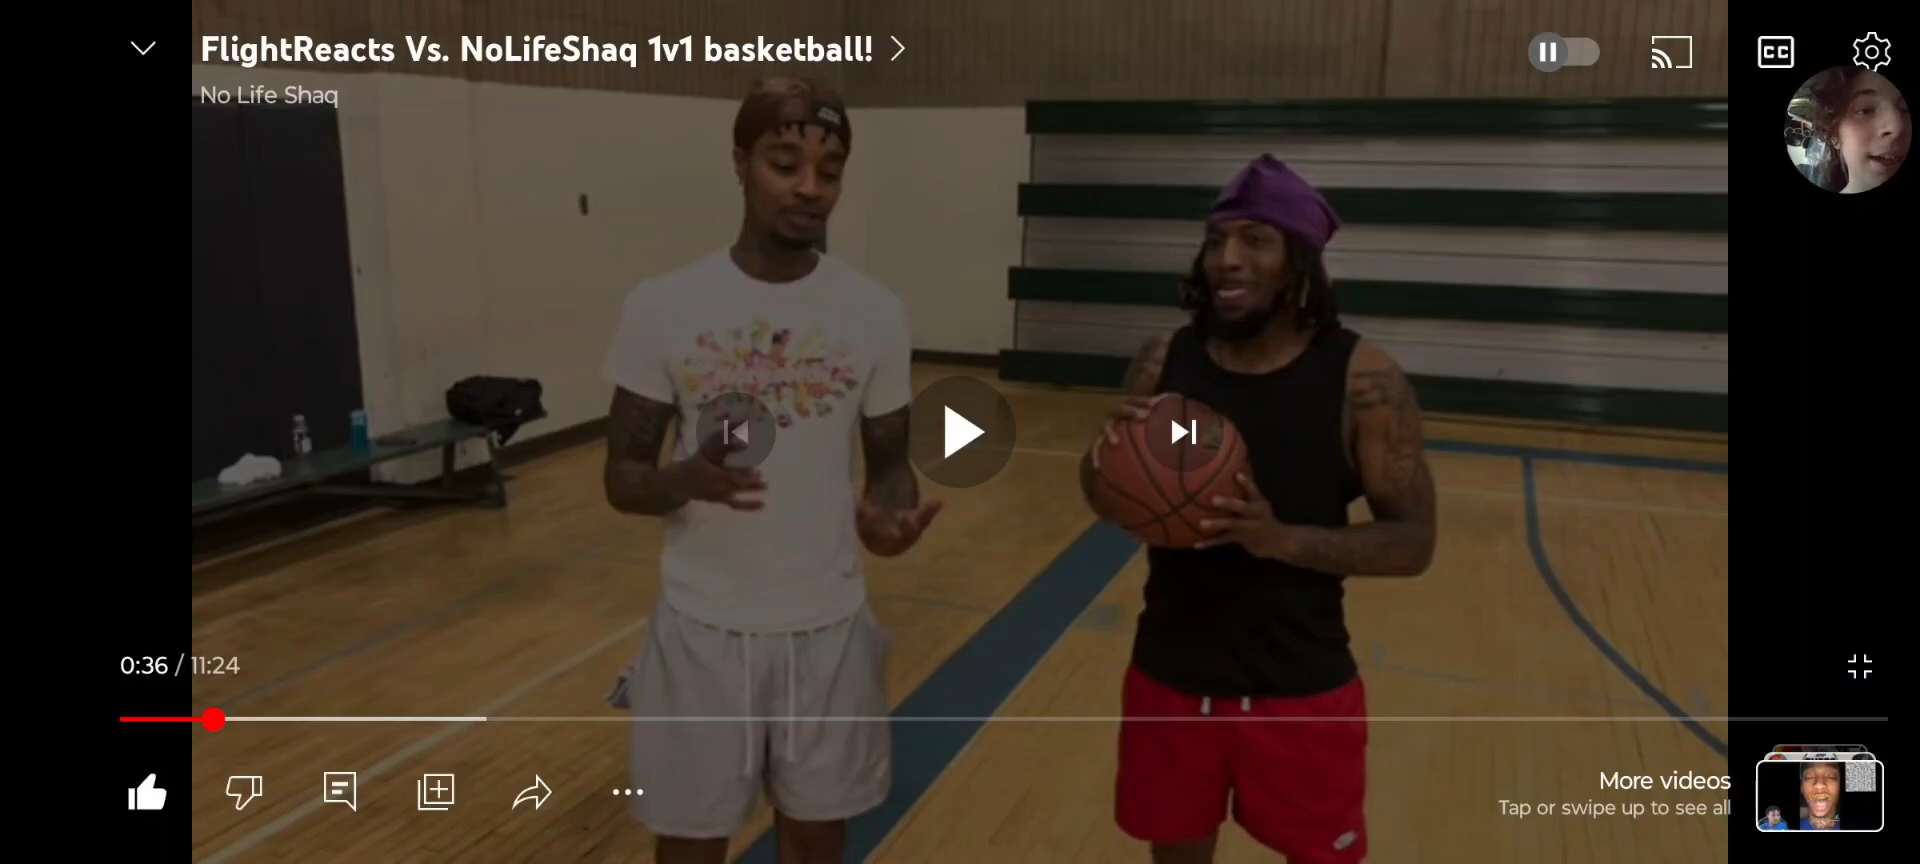 FlightReacts Vs. NoLifeShaq 1v1 basketball!
No Life Shaq
CC
0:36 / 11:24
More videos
Tap or swipe up to see all